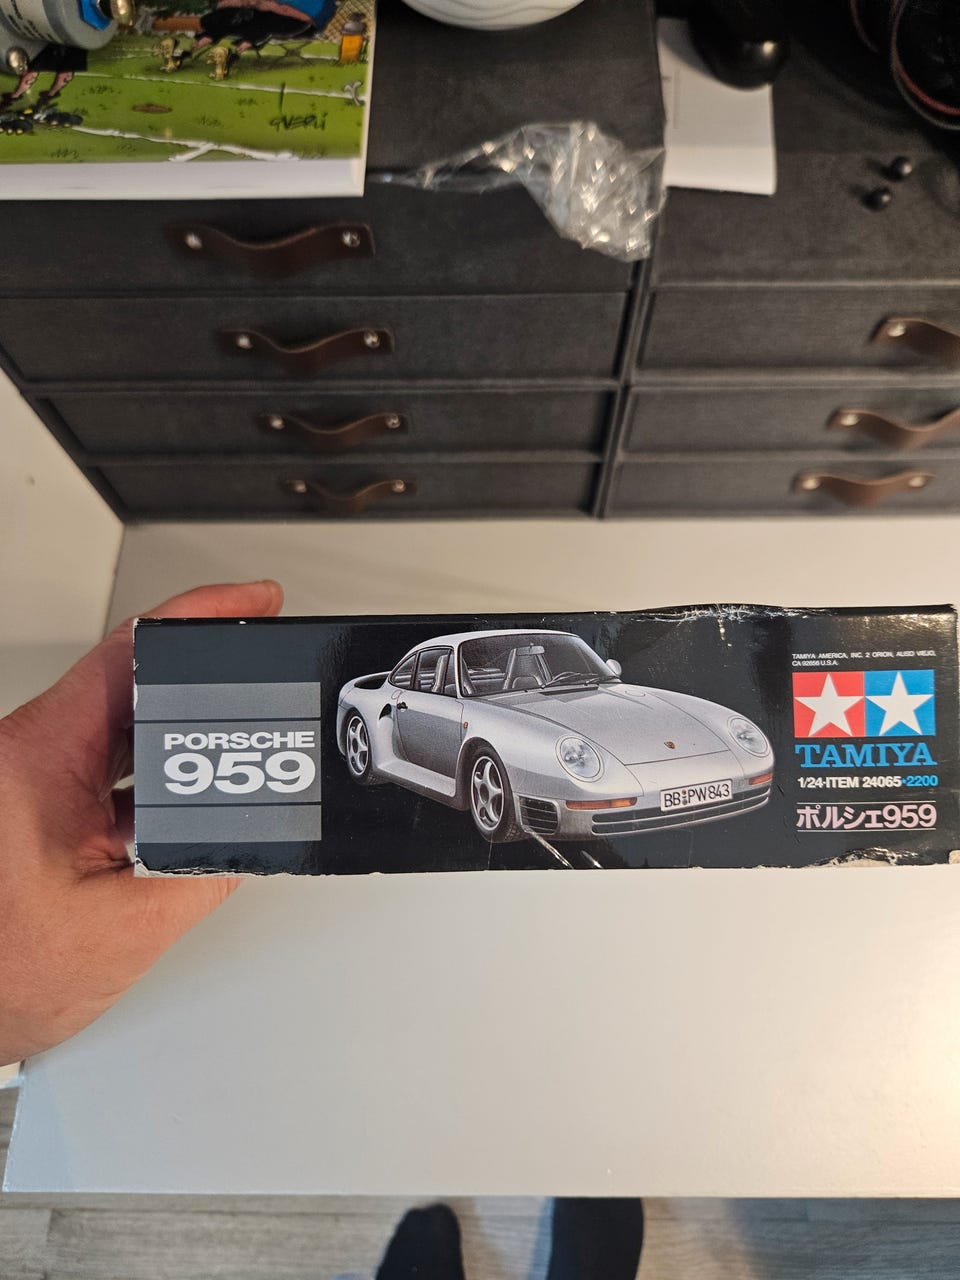 QVERLI
PORSCHE
959
BB PW 843
TAMIYA AMERICA, INC. 2 ORION, ALISO VIEJO,
CA 92656 U.S.A.
TAMIYA
1/24•ITEM 24065•2200
ポルシェ959